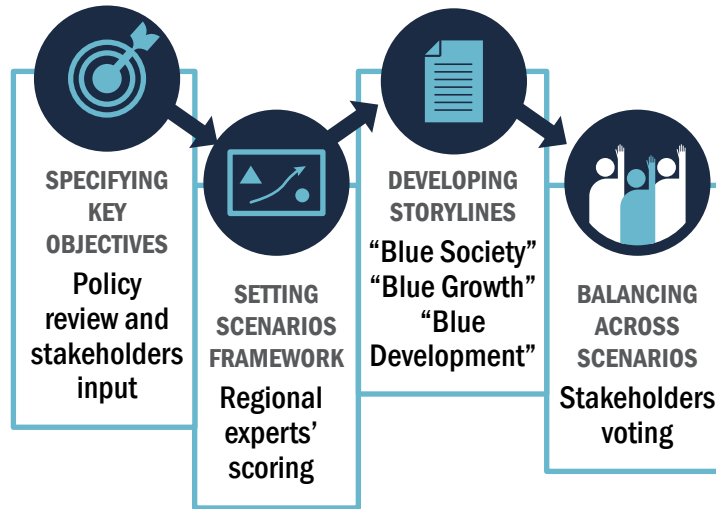 SPECIFYING
KEY
OBJECTIVES
Policy
review and
stakeholders
input
SETTING
SCENARIOS
FRAMEWORK
Regional
experts’
scoring
DEVELOPING
STORYLINES
“Blue Society”
“Blue Growth”
“Blue
Development”
BALANCING
ACROSS
SCENARIOS
Stakeholders
voting